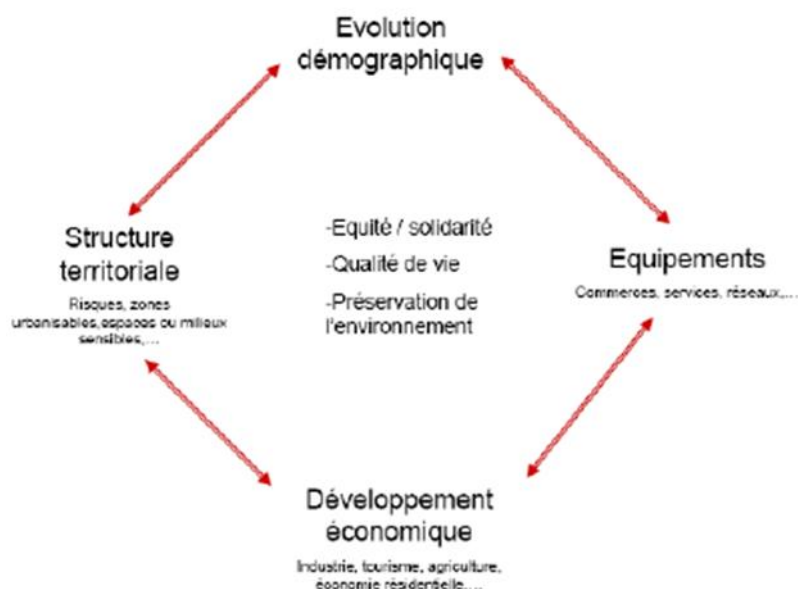 Evolution
démographique
Structure
territoriale
Risques, zones
urbanisables,espaces ou milieux
sensibles,...
-Equité / solidarité
-Qualité de vie
-Préservation de
l'environnement
Equipements
Commerces, services, réseaux,...
Développement
économique
Industrie, tourisme, agriculture,
économie résidentielle,...